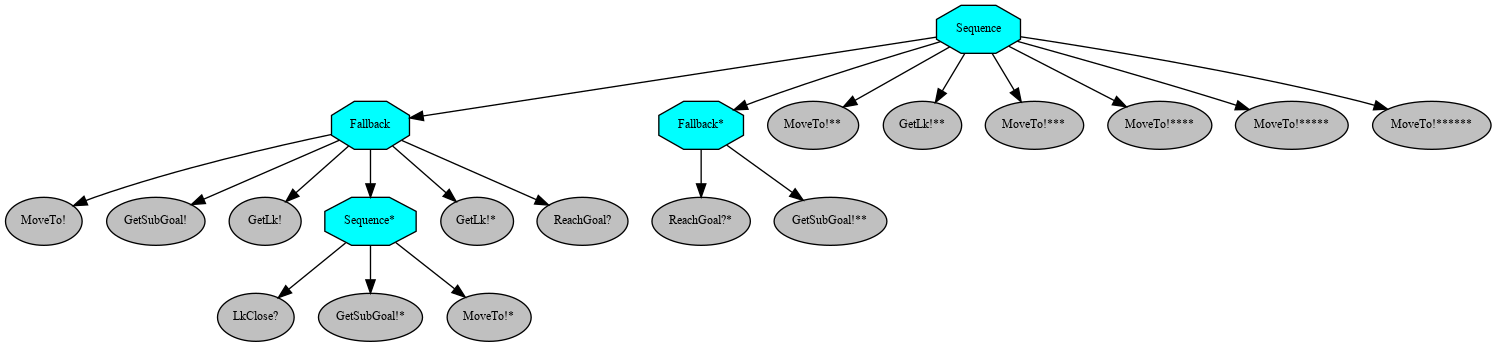 Sequence
Fallback
Fallback*
MoveTo!**
GetLk!**
MoveTo!***
MoveTo!****
MoveTo!*****
MoveTo!******
MoveTo!
GetSubGoal!
GetLk!
Sequence*
GetLk!*
ReachGoal?
ReachGoal?*
GetSubGoal!**
LkClose?
GetSubGoal!*
MoveTo!*